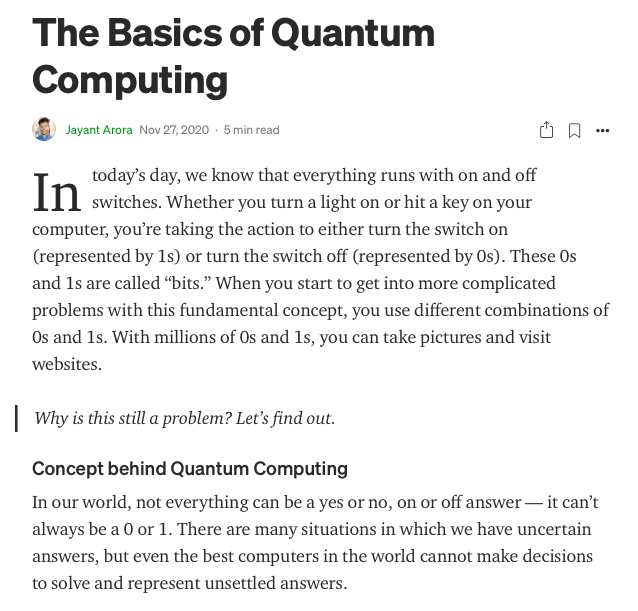 The Basics of Quantum
Computing
Jayant Arora Nov 27, 2020 · 5 min read
In today’s day, we know that everything runs with on and off
switches. Whether you turn a light on or hit a key on your
computer, you’re taking the action to either turn the switch on
(represented by 1s) or turn the switch off (represented by 0s). These 0s
and 1s are called “bits.” When you start to get into more complicated
problems with this fundamental concept, you use different combinations of
0s and 1s. With millions of 0s and 1s, you can take pictures and visit
websites.
Why is this still a problem? Let’s find out.
Concept behind Quantum Computing
In our world, not everything can be a yes or no, on or off answer — it can’t
always be a 0 or 1. There are many situations in which we have uncertain
answers, but even the best computers in the world cannot make decisions
to solve and represent unsettled answers.